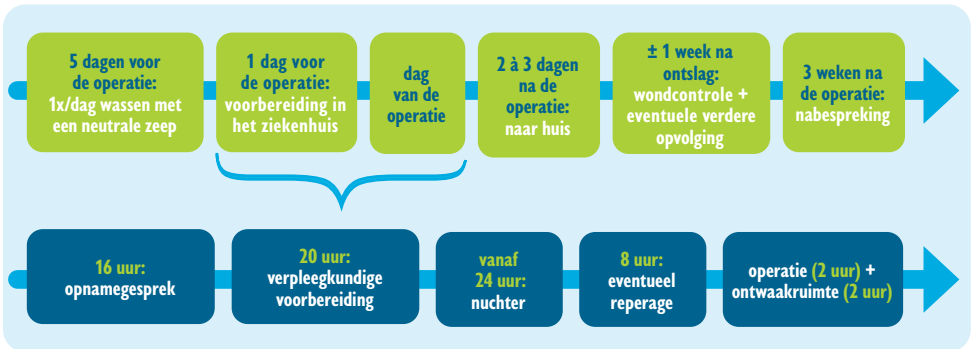 5 dagen voor
de operatie:
1x/dag wassen met
een neutrale zeep
1 dag voor
de operatie:
voorbereiding in
het ziekenhuis
dag
van de
operatie
2 à 3 dagen
na de
operatie:
naar huis
± 1 week na
ontslag:
wondcontrole +
eventuele verdere
opvolging
3 weken na
de operatie:
nabespreking
16 uur:
opnamegesprek
20 uur:
verpleegkundige
voorbereiding
vanaf
24 uur:
nuchter
8 uur:
eventueel
reperage
operatie (2 uur) +
ontwaakruimte (2 uur)